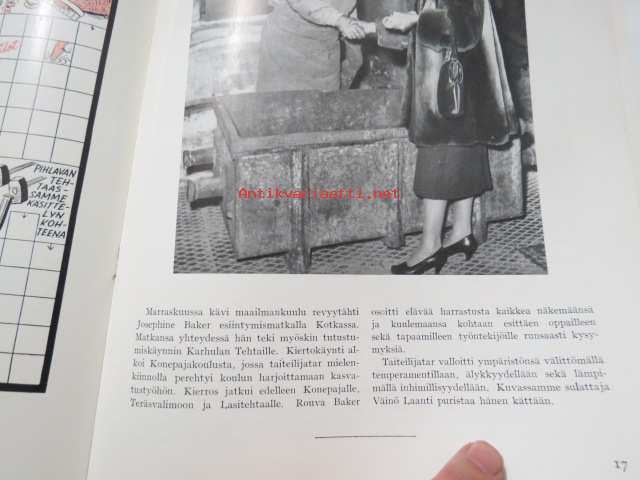 PIHLAVAN
TEH-
TAAS-
SAMME
KÄSITTE-
LYN
KOH-
TEENA
Antikvariaatti.net
Marraskuussa kävi maailmankuulu revyytähti
Josephine Baker esiintymismatkalla Kotkassa.
Matkansa yhteydessä hän teki myöskin tutustu-
miskäynnin Karhulan Tehtaille. Kiertokäynti al-
koi Konepajakoulusta, jossa taiteilijatar mielen-
kiinnolla perehtyi koulun harjoittamaan kasva-
tustyöhön. Kierros jatkui edelleen Konepajalle,
Teräsvalimoon ja Lasitehtaalle. Rouva Baker
osoitti elävää harrastusta kaikkea näkemäänsä
ja kuulemaansa kohtaan esittäen oppailleen
sekä tapaamilleen työntekijöille runsaasti kysy-
myksiä.
Taiteilijatar valloitti ympäristönsä välittömällä
temperamentillaan, älykkyydellään sekä lämpi-
mällä inhimillisyydellään. Kuvassamme sulattaja
Väinö Laanti puristaa hänen kättään.
17